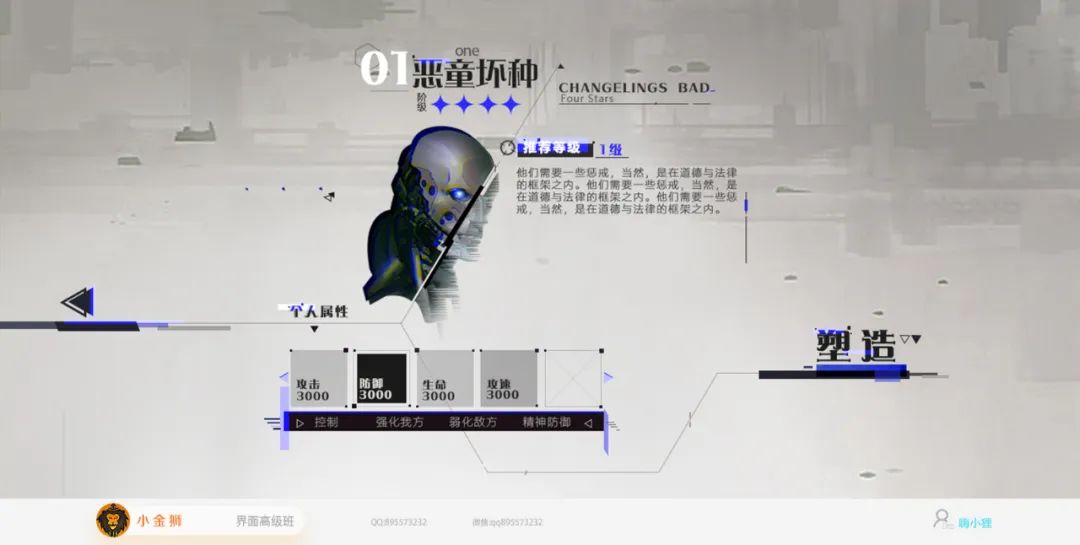 one
01恶童坏种
阶级
CHANGELINGS BAD
Four Stars
推荐等级 1级
他们需要一些惩戒，当然，是在道德与法律
的框架之内。他们需要一些惩戒，当然，是
在道德与法律的框架之内。他们需要一些惩
戒，当然，是在道德与法律的框架之内。
个人属性
塑造
攻击 防御 生命 攻速
3000 3000 3000 3000
控制 强化我方 弱化敌方 精神防御
小金狮 界面高级班 QQ:895573232 微信:qq895573232 嗨小狸